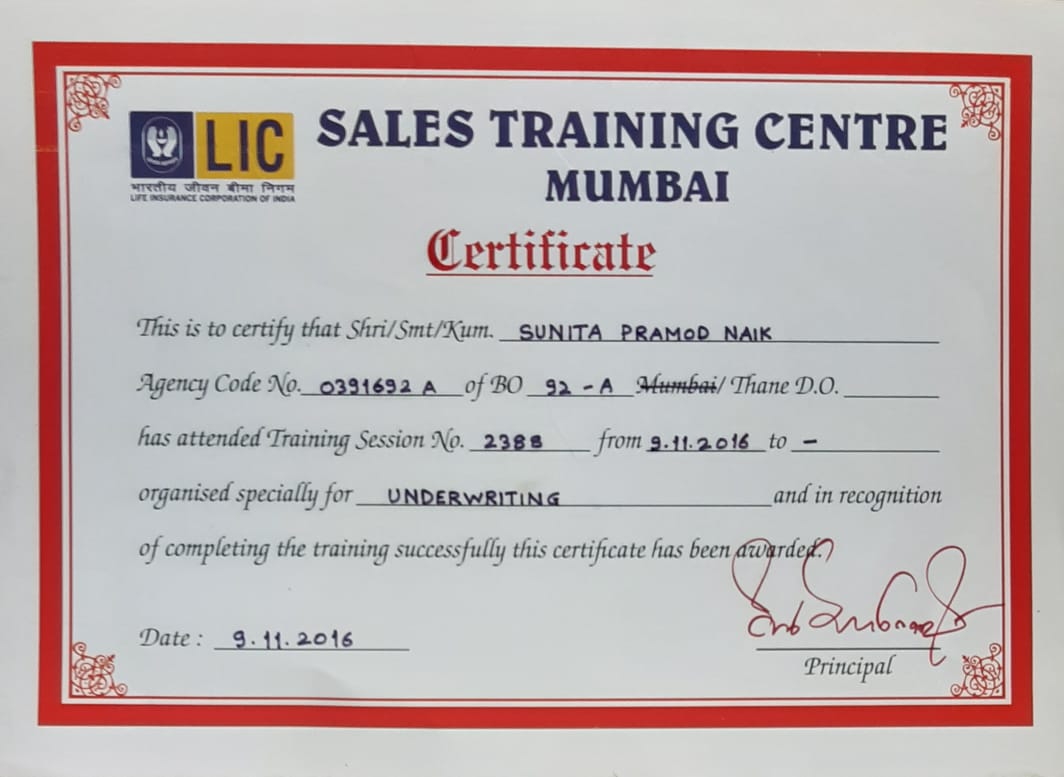 LIC
भारतीय जीवन बीमा निगम
LIFE INSURANCE CORPORATION OF INDIA
SALES TRAINING CENTRE
MUMBAI
Certificate
This is to certify that Shri/Smt/Kum. SUNITA PRAMOD NAIK
Agency Code No. 0391692 A of BO 92 - A Mumbai/ Thane D.O.
has attended Training Session No. 2388 from 9.11.2016 to -
organised specially for UNDERWRITING and in recognition
of completing the training successfully this certificate has been awarded.
Date : 9.11.2016
Principal